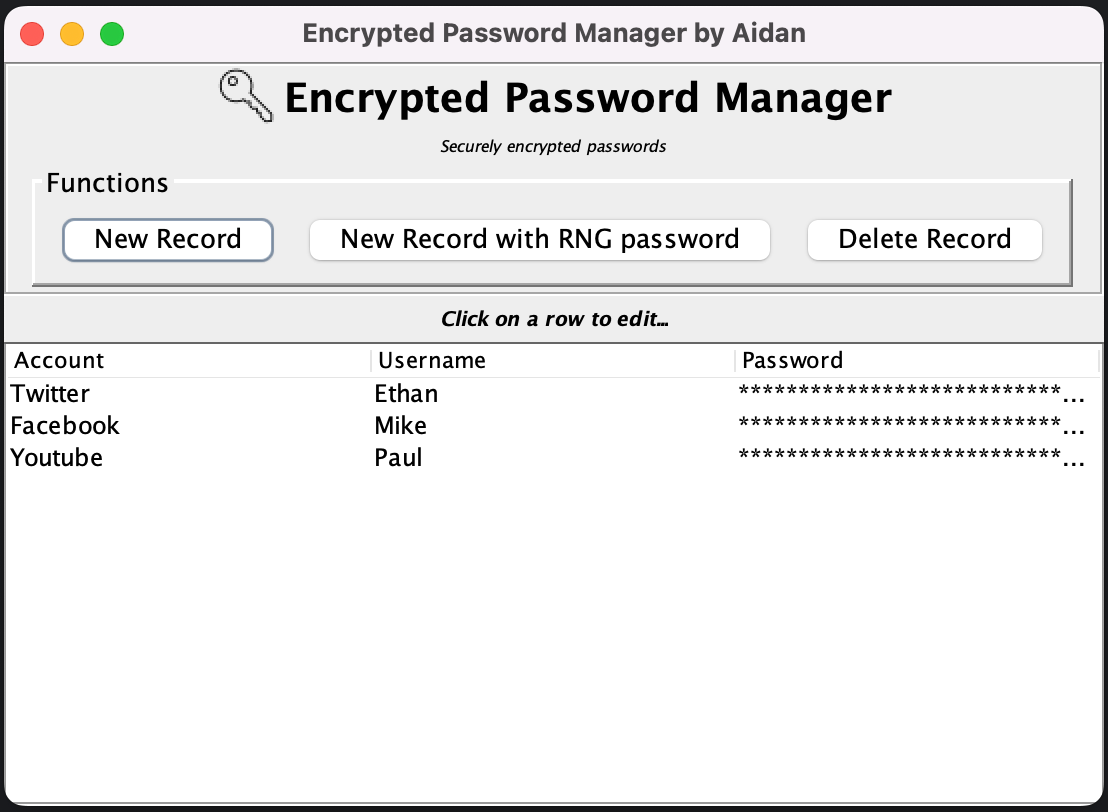 Encrypted Password Manager by Aidan
Encrypted Password Manager
Securely encrypted passwords
Functions
New Record New Record with RNG password Delete Record
Click on a row to edit...
Account Username Password
Twitter Ethan ***************************...
Facebook Mike ***************************...
Youtube Paul ***************************...